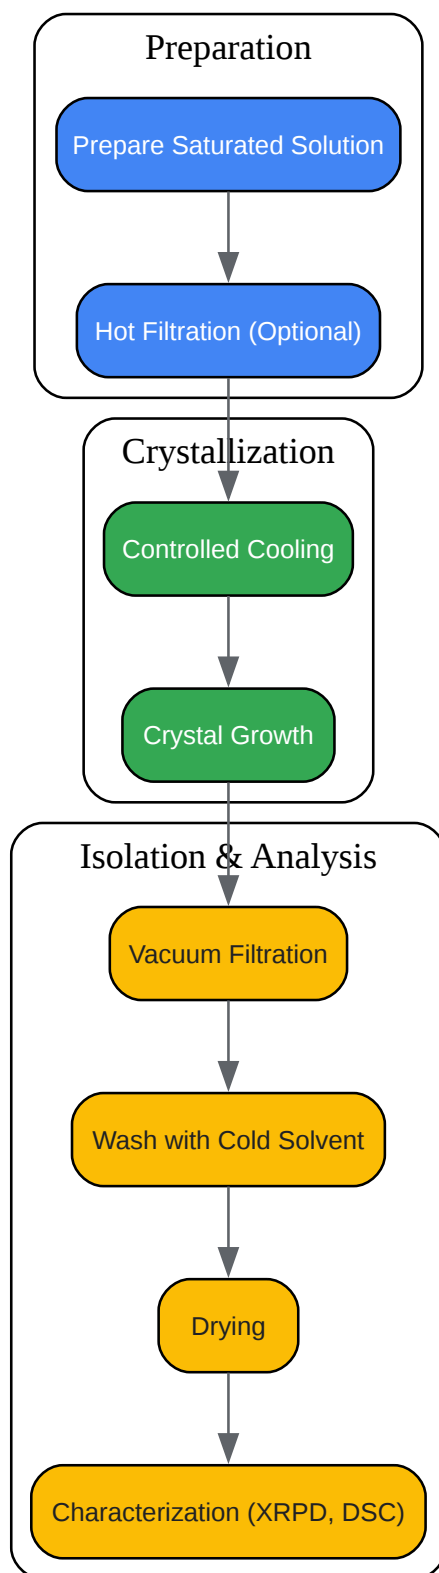 Preparation
Prepare Saturated Solution
Hot Filtration (Optional)
Crystallization
Controlled Cooling
Crystal Growth
Isolation & Analysis
Vacuum Filtration
Wash with Cold Solvent
Drying
Characterization (XRPD, DSC)